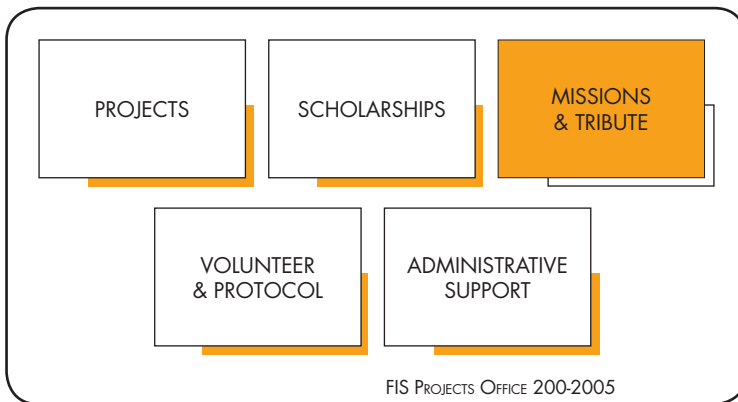 PROJECTS
SCHOLARSHIPS
MISSIONS
& TRIBUTE
VOLUNTEER
& PROTOCOL
ADMINISTRATIVE
SUPPORT
FIS PROJECTS OFFICE 200-2005